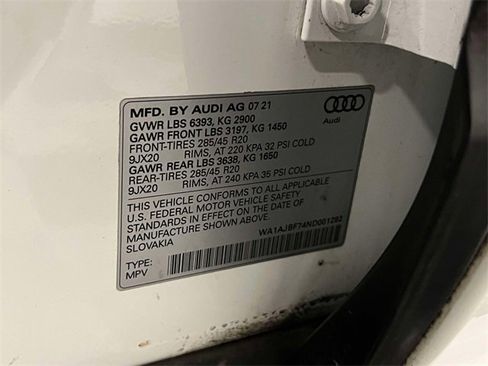 MFD. BY AUDI AG 07 21
GVWR LBS 6393, KG 2900
GAWR FRONT LBS 3197, KG 1450
FRONT-TIRES 285/45 R20
9JX20 RIMS, AT 220 KPA 32 PSI COLD
GAWR REAR LBS 3638, KG 1650
REAR-TIRES 285/45 R20
9JX20 RIMS, AT 240 KPA 35 PSI COLD
THIS VEHICLE CONFORMS TO ALL APPLICABLE
U.S. FEDERAL MOTOR VEHICLE SAFETY
STANDARDS IN EFFECT ON THE DATE OF
MANUFACTURE SHOWN ABOVE.
SLOVAKIA
WA1AJBF74ND001293
TYPE:
MPV
Audi